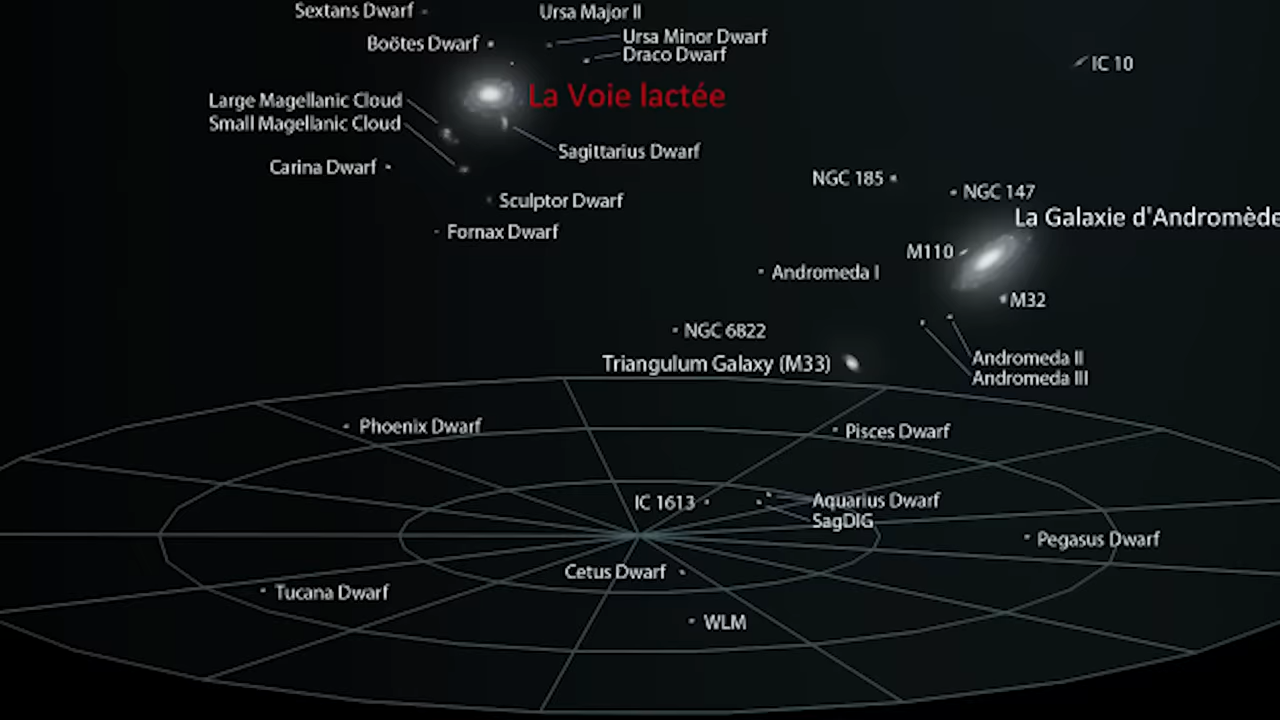 Sextans Dwarf
Ursa Major II
Boötes Dwarf
Ursa Minor Dwarf
Draco Dwarf
IC 10
La Voie lactée
Large Magellanic Cloud
Small Magellanic Cloud
Sagittarius Dwarf
Carina Dwarf
NGC 185
NGC 147
Sculptor Dwarf
La Galaxie d'Andromède
Fornax Dwarf
M110
Andromeda I
M32
NGC 6822
Triangulum Galaxy (M33)
Andromeda II
Andromeda III
Phoenix Dwarf
Pisces Dwarf
IC 1613
Aquarius Dwarf
SagDIG
Pegasus Dwarf
Cetus Dwarf
Tucana Dwarf
WLM